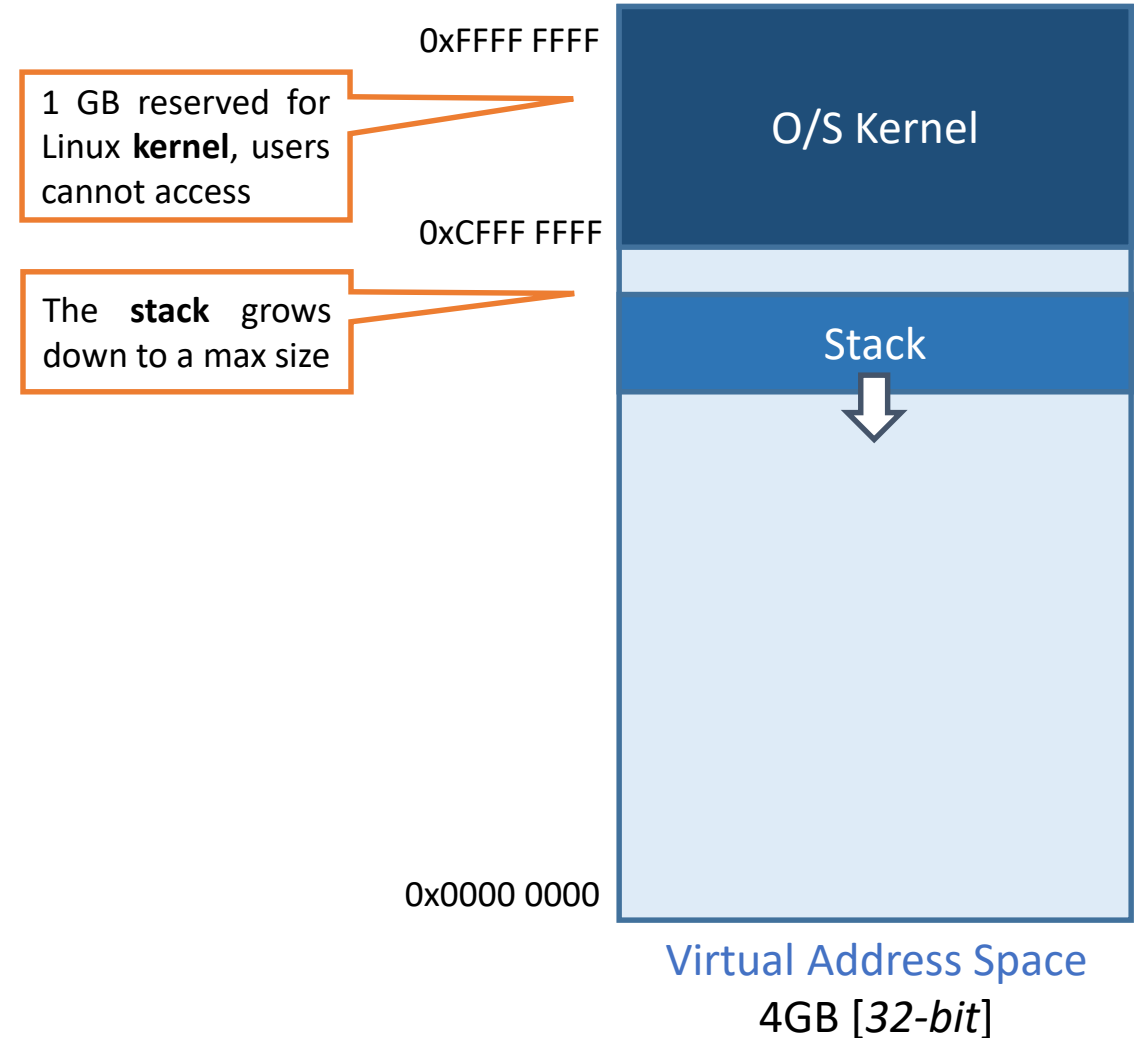 0xFFFF FFFF
1 GB reserved for
Linux kernel, users
cannot access
O/S Kernel
0xCFFF FFFF
The stack grows
down to a max size
Stack
0x0000 0000
Virtual Address Space
4GB [32-bit]